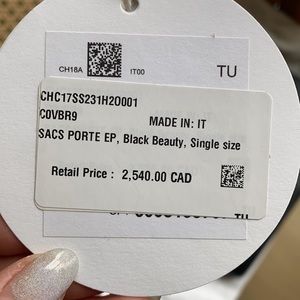 CH18A IT00 TU
CHC17SS231H20001
C0VBR9 MADE IN: IT
SACS PORTE EP, Black Beauty, Single size
Retail Price : 2,540.00 CAD
TU